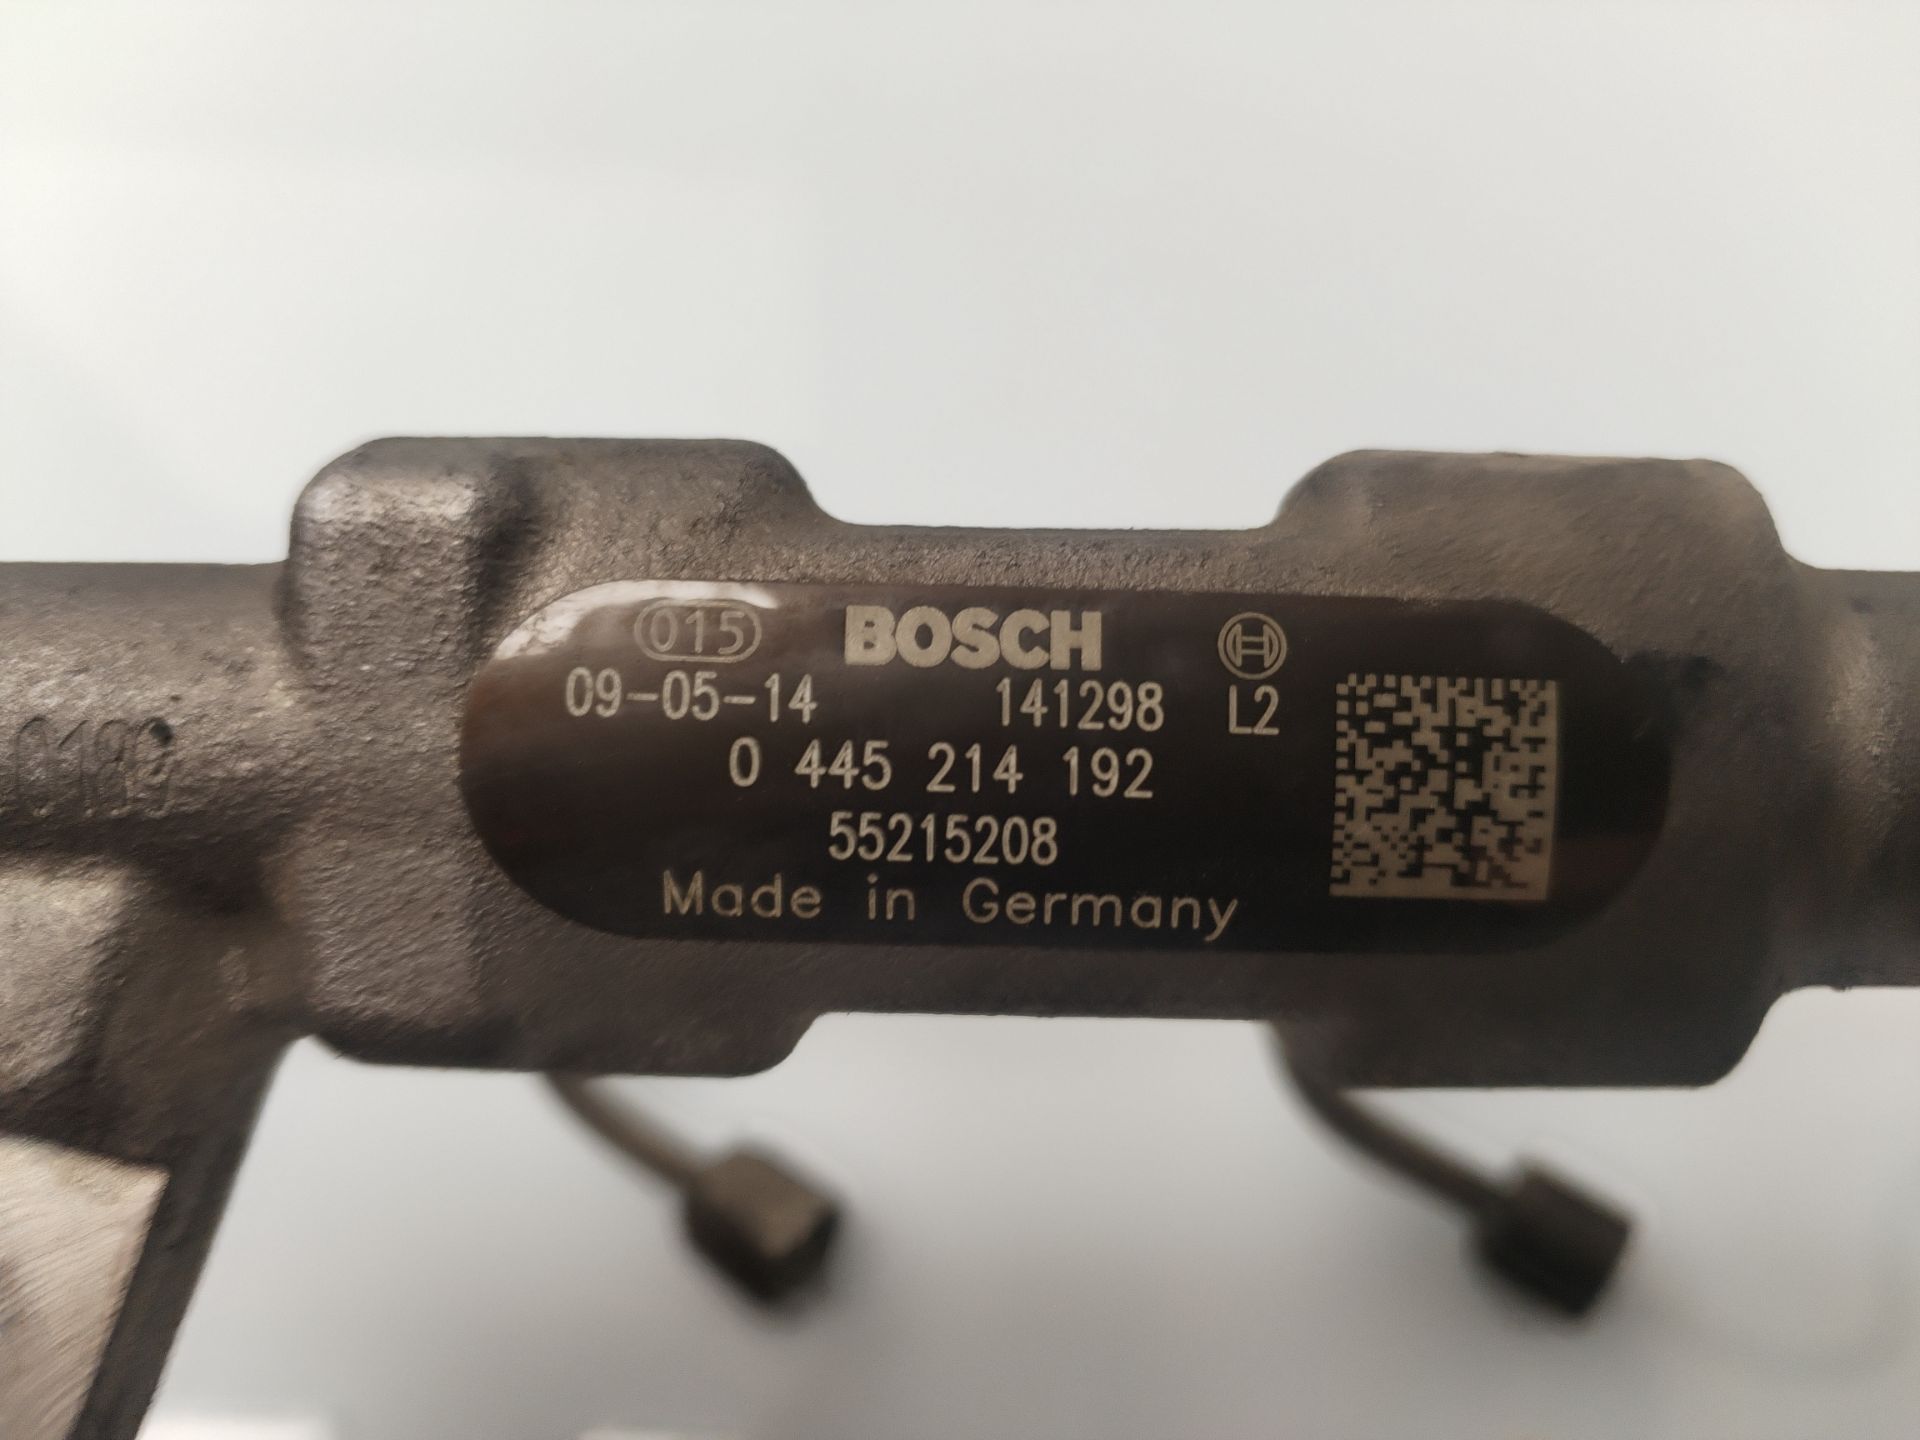 015 BOSCH
09-05-14 141298 L2
0 445 214 192
55215208
Made in Germany